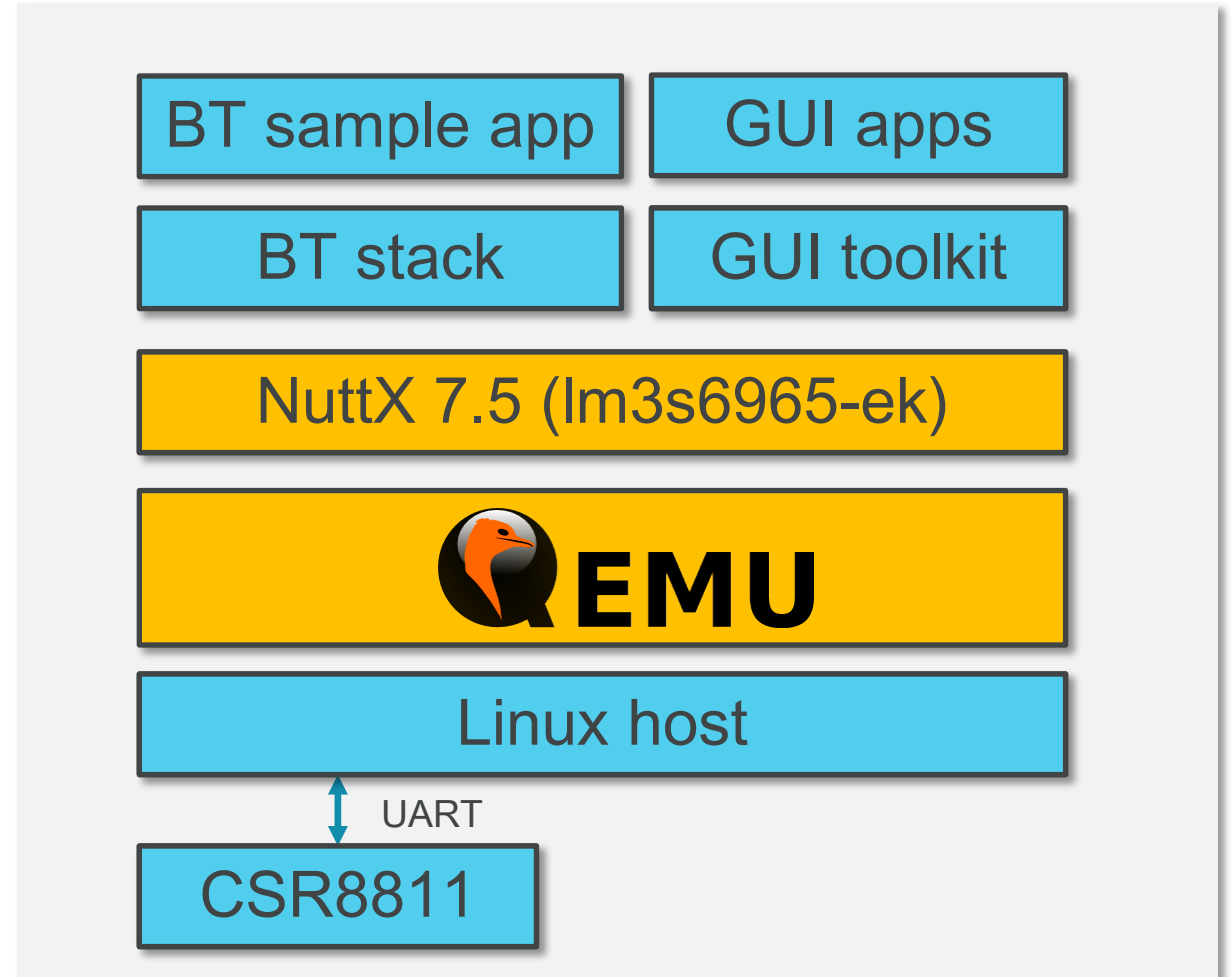 BT sample app
GUI apps
BT stack
GUI toolkit
NuttX 7.5 (lm3s6965-ek)
QEMU
Linux host
UART
CSR8811